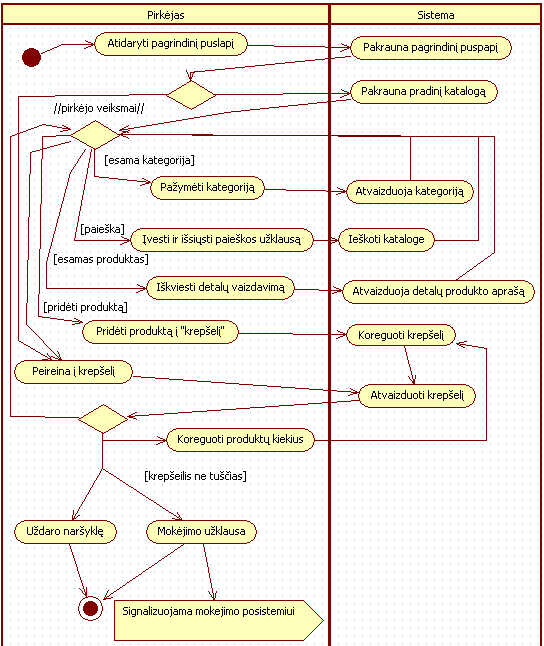 Pirkėjas
Sistema
Atidaryti pagrindinį puslapį
Pakrauna pagrindinį puspapį
Pakrauna pradinį katalogą
//pirkėjo veiksmai//
[esama kategorija]
Pažymėti kategoriją
Atvaizduoja kategoriją
[paieška]
Įvesti ir išsiųsti paieškos užklausą
Ieškoti kataloge
[esamas produktas]
Iškviesti detalų vaizdavimą
Atvaizduoja detalų produkto aprašą
[pridėti produktą]
Pridėti produktą į "krepšelį"
Koreguoti krepšelį
Peireina į krepšelį
Atvaizduoti krepšelį
Koreguoti produktų kiekius
[krepšeilis ne tuščias]
Uždaro naršyklę
Mokėjimo užklausa
Signalizuojama mokejimo posistemiui